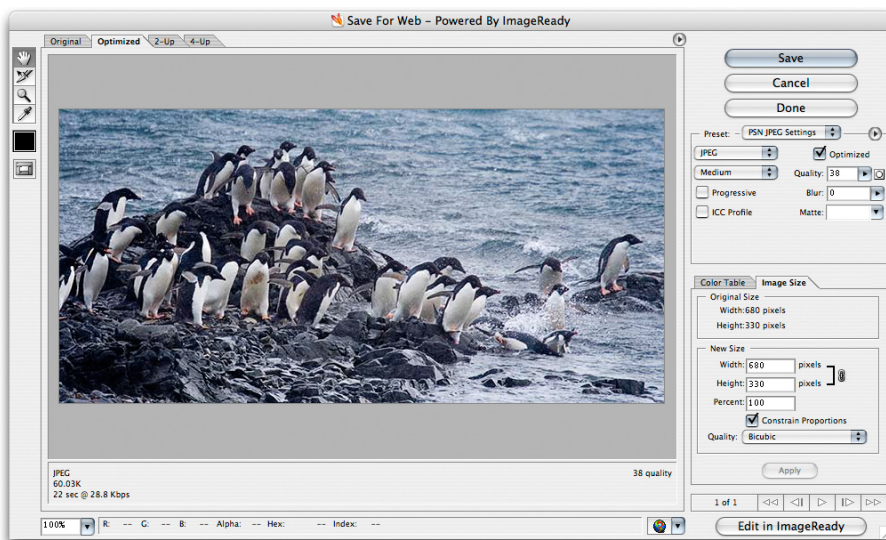 Save For Web - Powered By ImageReady
Original Optimized 2-Up 4-Up
Save
Cancel
Done
Preset: PSN JPEG Settings
JPEG Optimized
Medium Quality: 38
Progressive Blur: 0
ICC Profile Matte:
Color Table Image Size
Original Size
Width:680 pixels
Height:330 pixels
New Size
Width: 680 pixels
Height: 330 pixels
Percent: 100
Constrain Proportions
Quality: Bicubic
Apply
JPEG 38 quality
60.03K
22 sec @ 28.8 Kbps
1 of 1
100% R: -- G: -- B: -- Alpha: -- Hex: -- Index: --
Edit in ImageReady